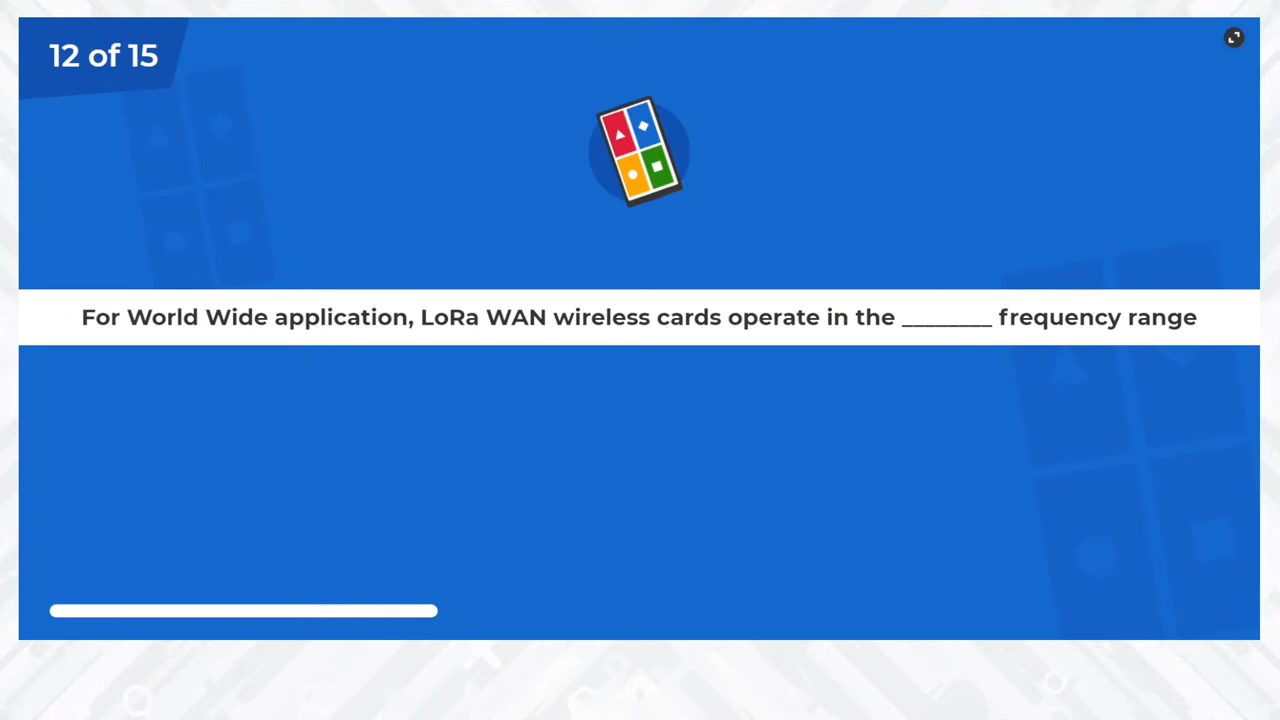 12 of 15
For World Wide application, LoRa WAN wireless cards operate in the ________ frequency range